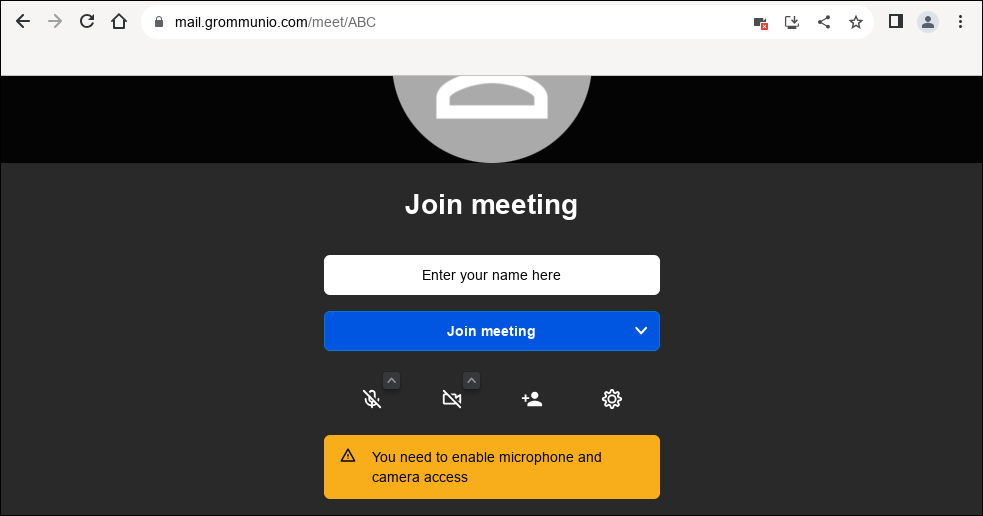 mail.grommunio.com/meet/ABC
D
Join meeting
Enter your name here
Join meeting
You need to enable microphone and
camera access